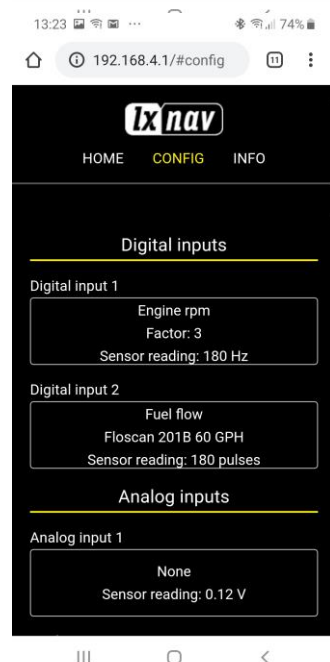 13:23 74%
192.168.4.1/#config 11
lx nav
HOME CONFIG INFO
Digital inputs
Digital input 1
Engine rpm
Factor: 3
Sensor reading: 180 Hz
Digital input 2
Fuel flow
Floscan 201B 60 GPH
Sensor reading: 180 pulses
Analog inputs
Analog input 1
None
Sensor reading: 0.12 V